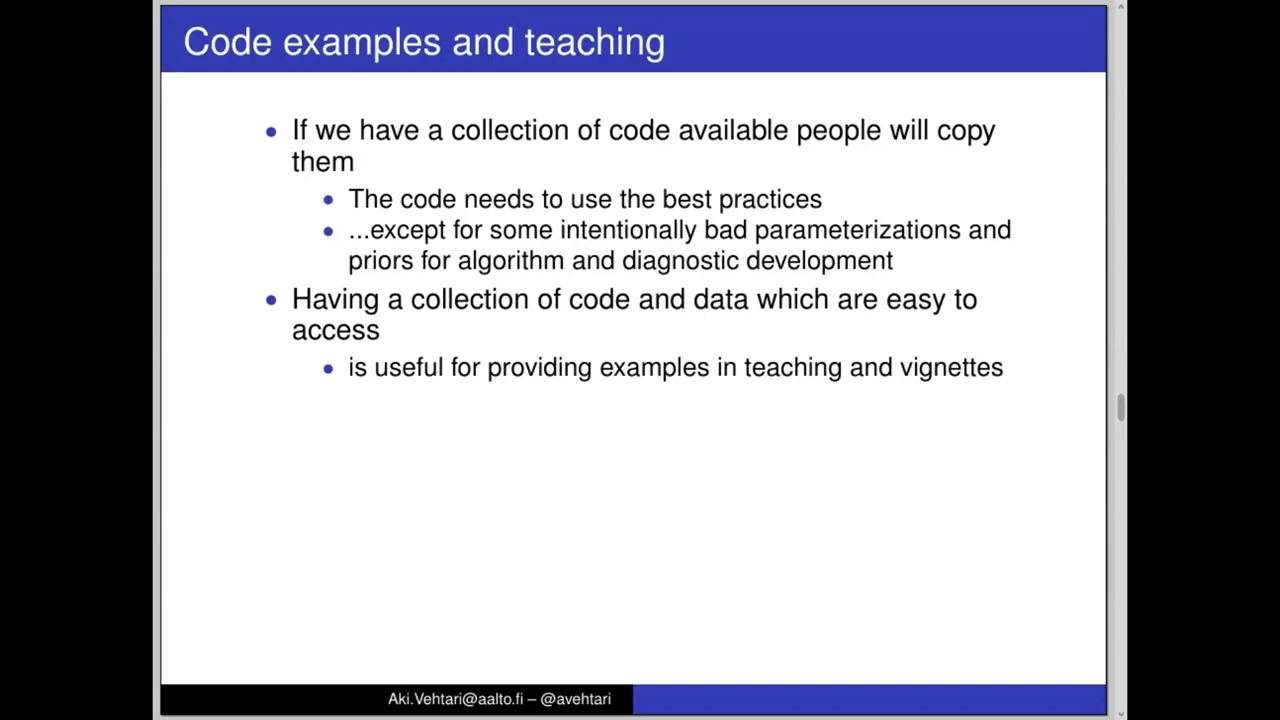 Code examples and teaching
If we have a collection of code available people will copy
them
The code needs to use the best practices
...except for some intentionally bad parameterizations and
priors for algorithm and diagnostic development
Having a collection of code and data which are easy to
access
is useful for providing examples in teaching and vignettes
Aki.Vehtari@aalto.fi – @avehtari